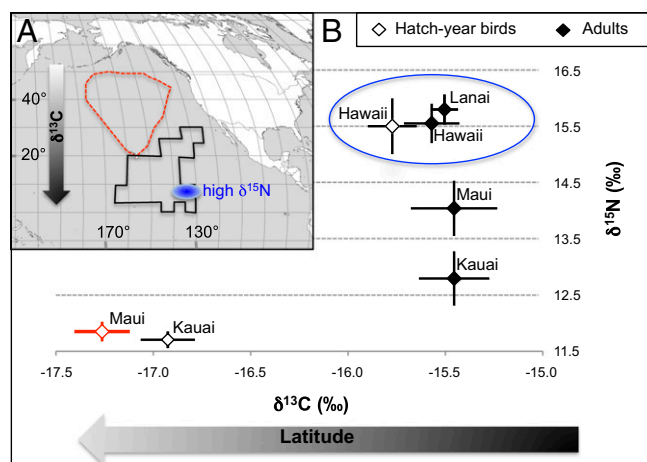 A
B
Hatch-year birds
Adults
40°
20°
170°
130°
δ13C
high δ15N
16.5
15.5
14.5
13.5
12.5
11.5
δ15N (‰)
Lanai
Hawaii
Hawaii
Maui
Kauai
Maui
Kauai
-17.5 -17.0 -16.5 -16.0 -15.5 -15.0
δ13C (‰)
Latitude